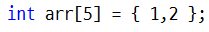 int arr[5] = { 1,2 };